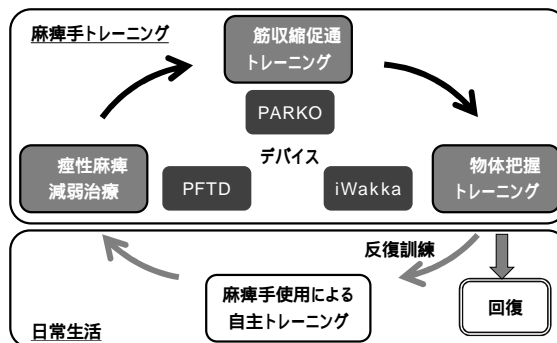 麻痺手トレーニング
筋収縮促通
トレーニング
PARKO
デバイス
痙性麻痺
減弱治療
PFTD
iWakka
物体把握
トレーニング
反復訓練
麻痺手使用による
自主トレーニング
回復
日常生活